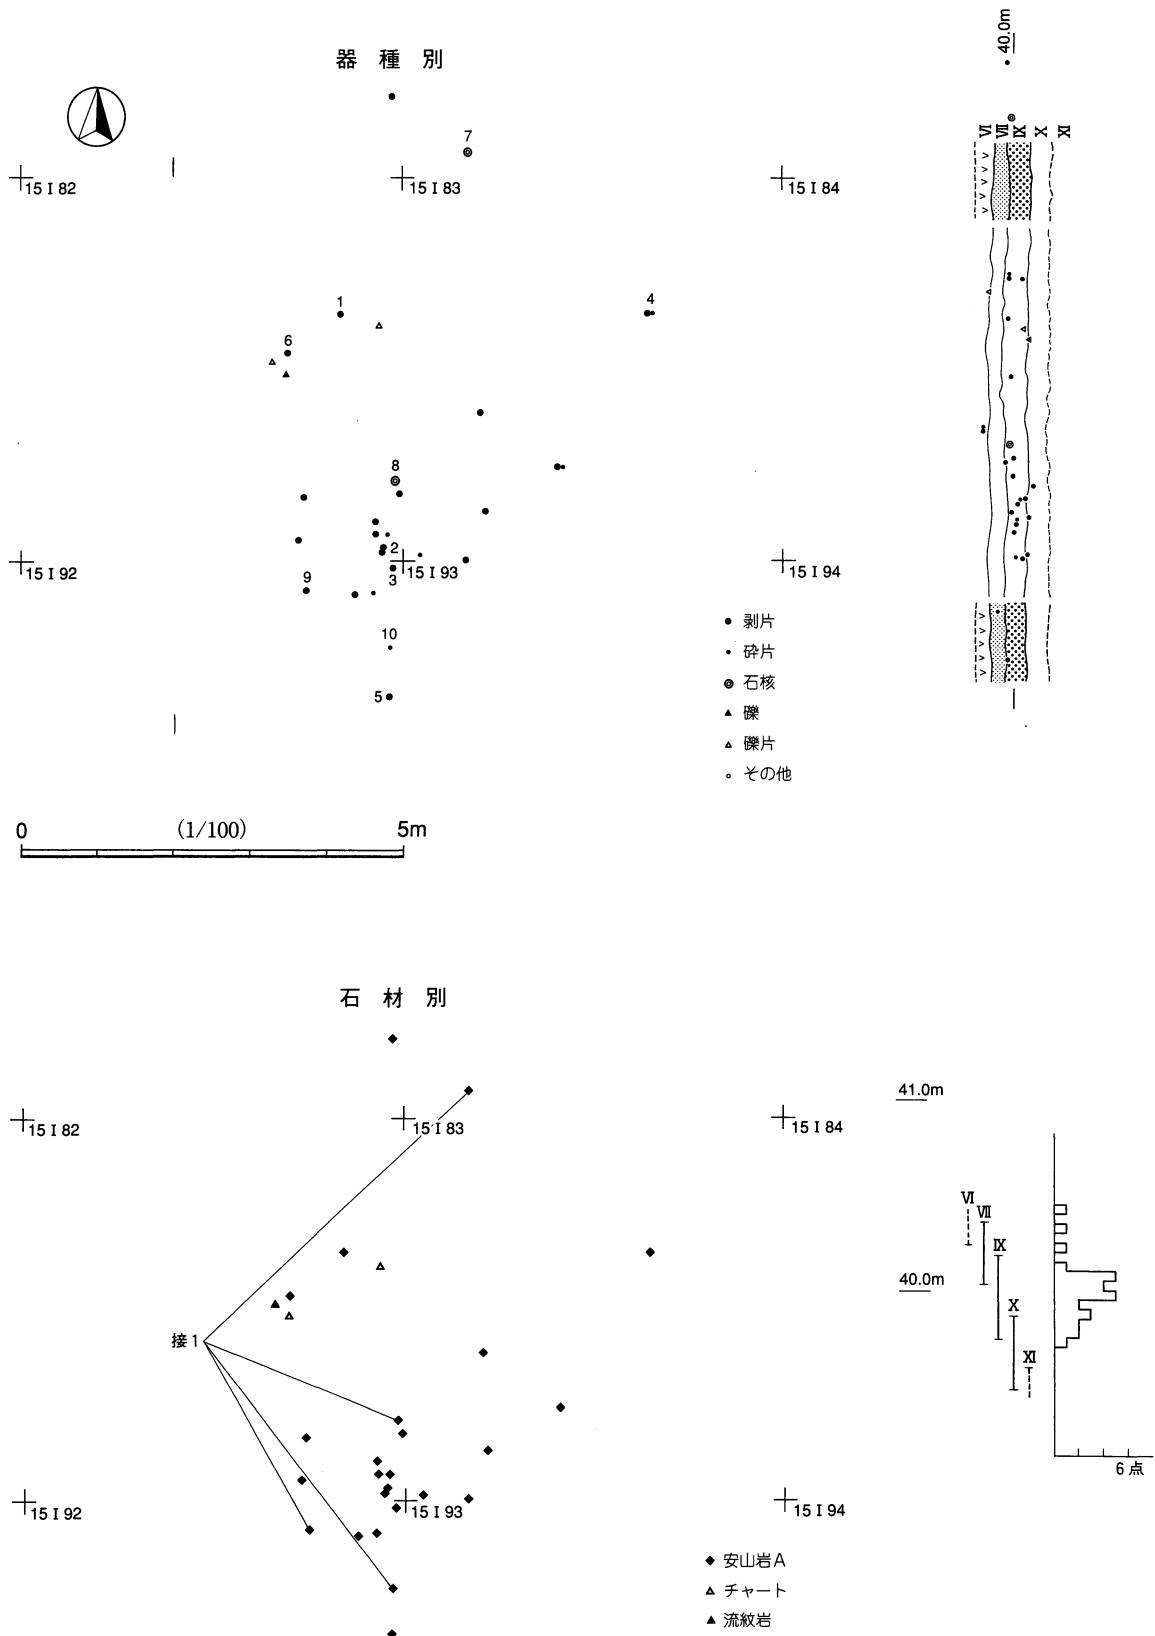 器種別
40.0m
7
VI VII IX X XI
15 I 82
15 I 83
15 I 84
1
4
6
8
2
15 I 92
15 I 93
15 I 94
3
9
10
5
剥片
砕片
石核
礫
礫片
その他
0 (1/100) 5m
石材別
41.0m
15 I 82
15 I 83
15 I 84
VI
VII
IX
40.0m
X
接1
XI
6点
15 I 92
15 I 93
15 I 94
安山岩A
チャート
流紋岩